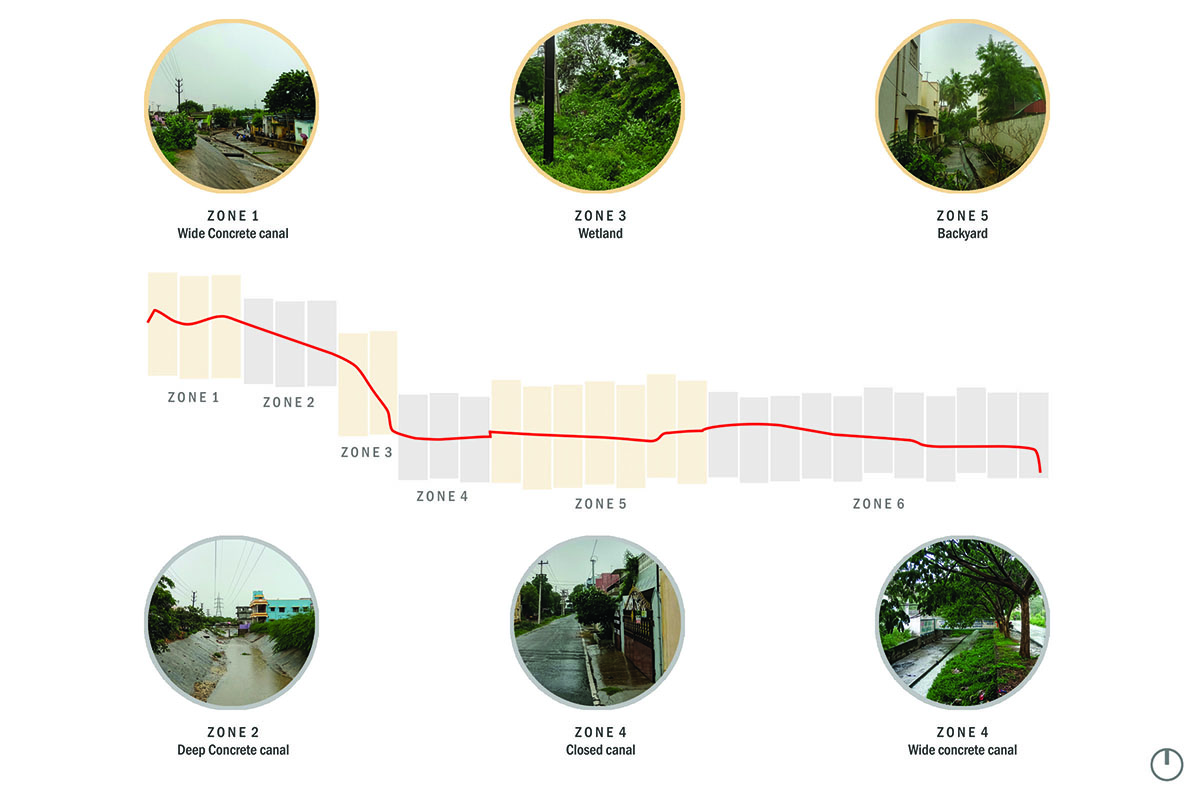 ZONE 1
Wide Concrete canal
ZONE 3
Wetland
ZONE 5
Backyard
ZONE 1
ZONE 2
ZONE 3
ZONE 4
ZONE 5
ZONE 6
ZONE 2
Deep Concrete canal
ZONE 4
Closed canal
ZONE 4
Wide concrete canal